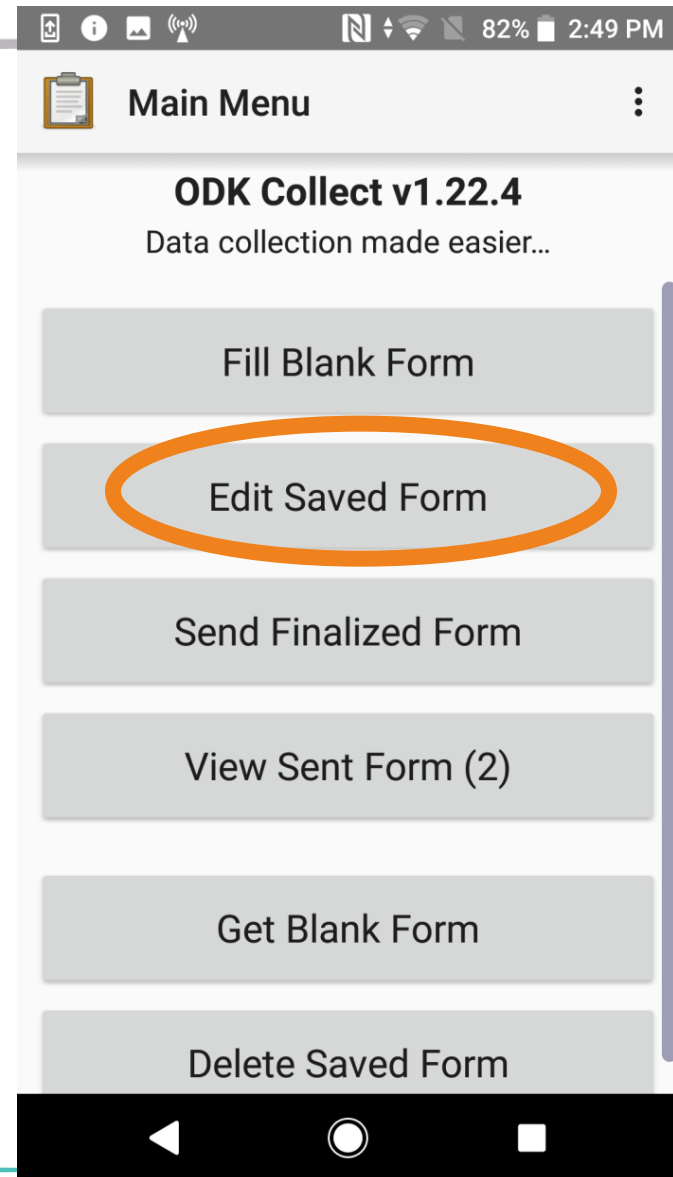 82% 2:49 PM
Main Menu
ODK Collect v1.22.4
Data collection made easier...
Fill Blank Form
Edit Saved Form
Send Finalized Form
View Sent Form (2)
Get Blank Form
Delete Saved Form